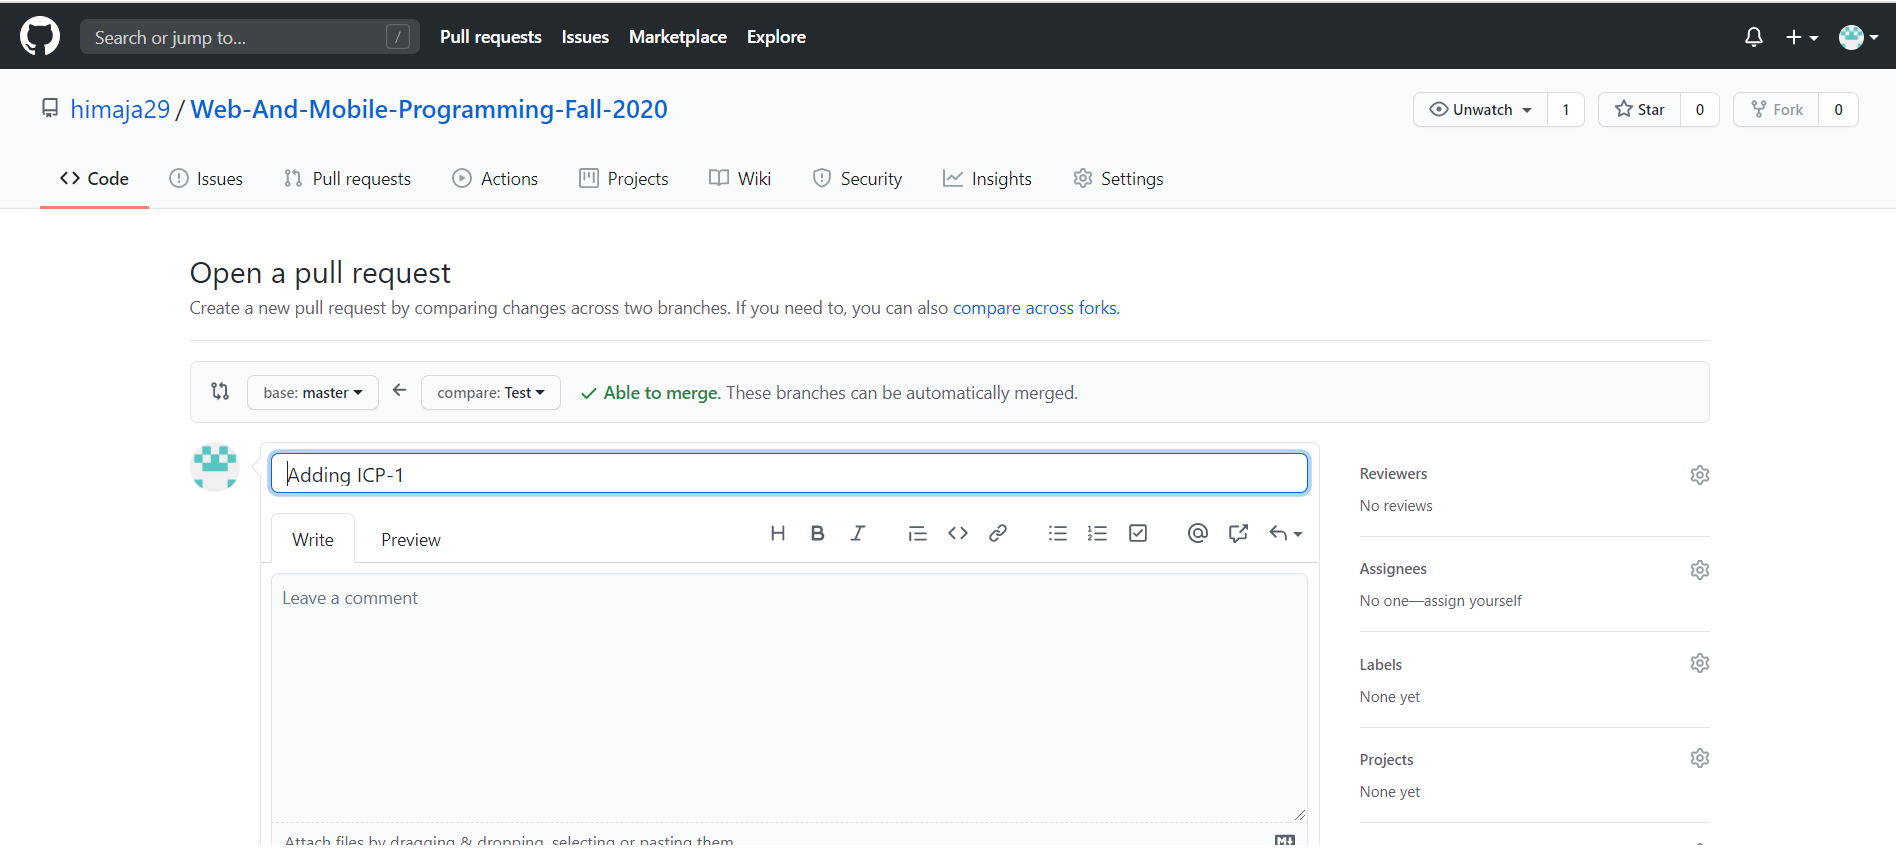 Search or jump to... / Pull requests Issues Marketplace Explore
himaja29 / Web-And-Mobile-Programming-Fall-2020 Unwatch 1 Star 0 Fork 0
Code Issues Pull requests Actions Projects Wiki Security Insights Settings
Open a pull request
Create a new pull request by comparing changes across two branches. If you need to, you can also compare across forks.
base: master compare: Test Able to merge. These branches can be automatically merged.
Adding ICP-1
Reviewers
No reviews
Write Preview H B I @
Assignees
No one—assign yourself
Leave a comment
Labels
None yet
Projects
None yet
Attach files by dragging & dropping, selecting or pasting them.